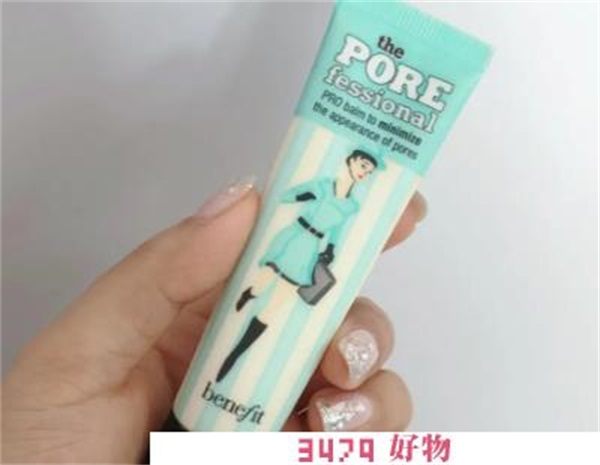 the
PORE
fessional
PRO balm to minimize
the appearance of pores
benefit
3479 好物